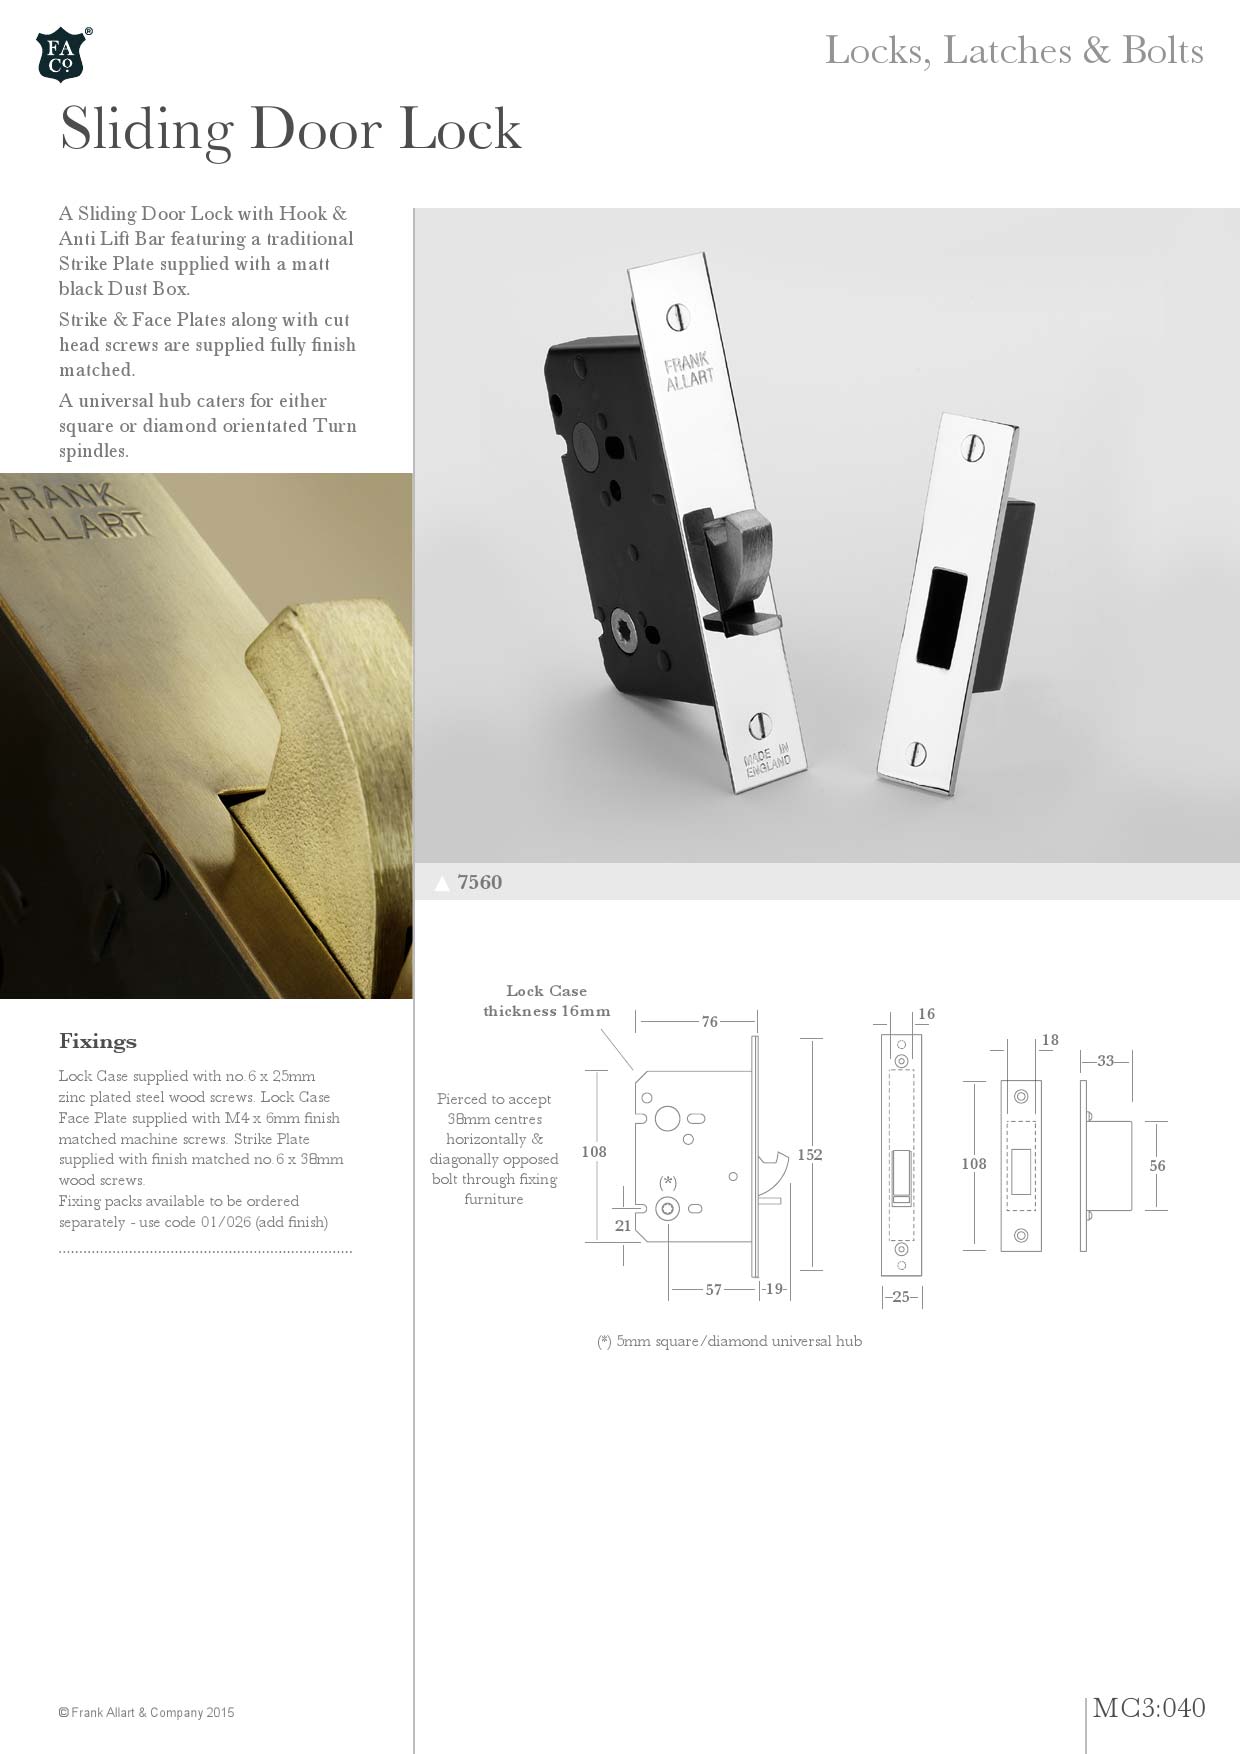 FA
Co.
®
Locks, Latches & Bolts
Sliding Door Lock
A Sliding Door Lock with Hook &
Anti Lift Bar featuring a traditional
Strike Plate supplied with a matt
black Dust Box.
Strike & Face Plates along with cut
head screws are supplied fully finish
matched.
A universal hub caters for either
square or diamond orientated Turn
spindles.
FRANK
ALLART
FRANK
ALLART
MADE IN
ENGLAND
▲ 7560
Fixings
Lock Case supplied with no.6 x 25mm
zinc plated steel wood screws. Lock Case
Face Plate supplied with M4 x 6mm finish
matched machine screws. Strike Plate
supplied with finish matched no.6 x 38mm
wood screws.
Fixing packs available to be ordered
separately - use code 01/026 (add finish)
Lock Case
thickness 16mm
Pierced to accept
38mm centres
horizontally &
diagonally opposed
bolt through fixing
furniture
76
108
21
(*)
57
19
152
16
25
18
108
33
56
(*) 5mm square/diamond universal hub
© Frank Allart & Company 2015
MC3:040